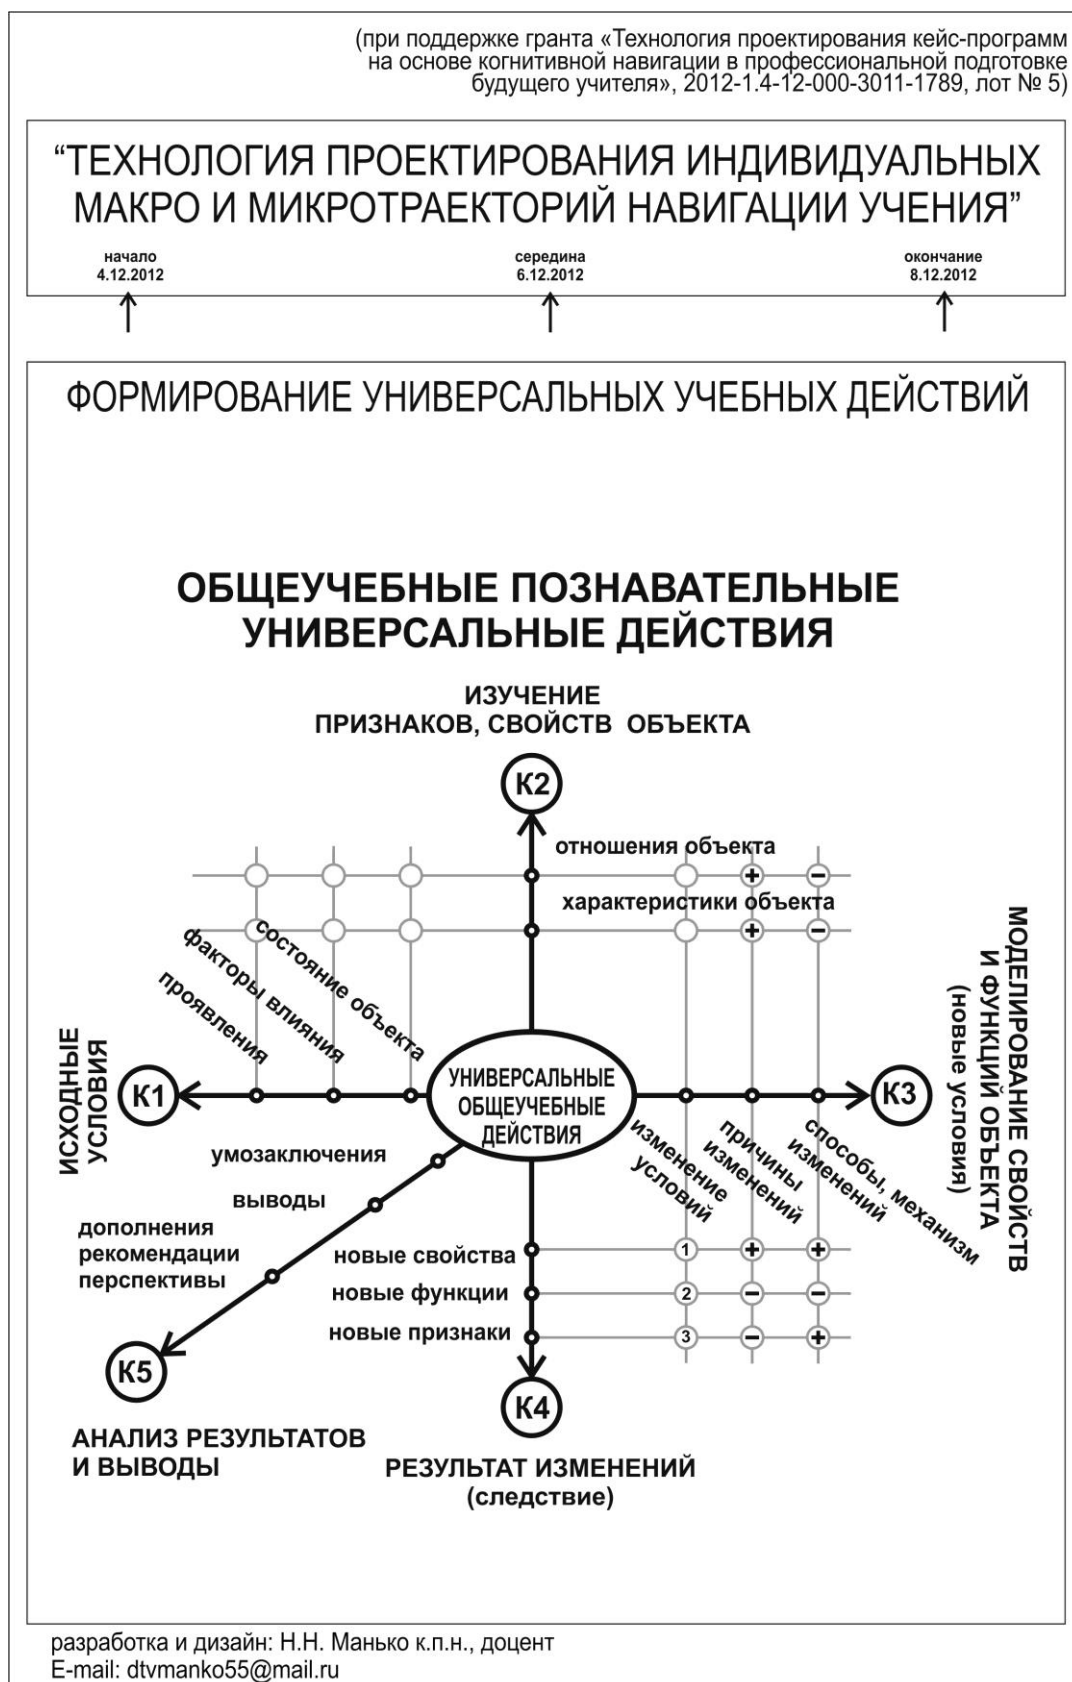 (при поддержке гранта «Технология проектирования кейс-программ
на основе когнитивной навигации в профессиональной подготовке
будущего учителя», 2012-1.4-12-000-3011-1789, лот № 5)
“ТЕХНОЛОГИЯ ПРОЕКТИРОВАНИЯ ИНДИВИДУАЛЬНЫХ
МАКРО И МИКРОТРАЕКТОРИЙ НАВИГАЦИИ УЧЕНИЯ”
начало
4.12.2012
середина
6.12.2012
окончание
8.12.2012
ФОРМИРОВАНИЕ УНИВЕРСАЛЬНЫХ УЧЕБНЫХ ДЕЙСТВИЙ
ОБЩЕУЧЕБНЫЕ ПОЗНАВАТЕЛЬНЫЕ
УНИВЕРСАЛЬНЫЕ ДЕЙСТВИЯ
ИЗУЧЕНИЕ
ПРИЗНАКОВ, СВОЙСТВ ОБЪЕКТА
К2
отношения объекта
+ −
характеристики объекта
+ −
состояние объекта
факторы влияния
проявления
ИСХОДНЫЕ
УСЛОВИЯ
К1
УНИВЕРСАЛЬНЫЕ
ОБЩЕУЧЕБНЫЕ
ДЕЙСТВИЯ
К3
МОДЕЛИРОВАНИЕ СВОЙСТВ
И ФУНКЦИЙ ОБЪЕКТА
(новые условия)
изменение
условий
причины
изменений
способы, механизм
изменений
умозаключения
выводы
дополнения
рекомендации
перспективы
новые свойства
1 + +
новые функции
2 − −
новые признаки
3 − +
К5
К4
АНАЛИЗ РЕЗУЛЬТАТОВ
И ВЫВОДЫ
РЕЗУЛЬТАТ ИЗМЕНЕНИЙ
(следствие)
разработка и дизайн: Н.Н. Манько к.п.н., доцент
E-mail: dtvmanko55@mail.ru